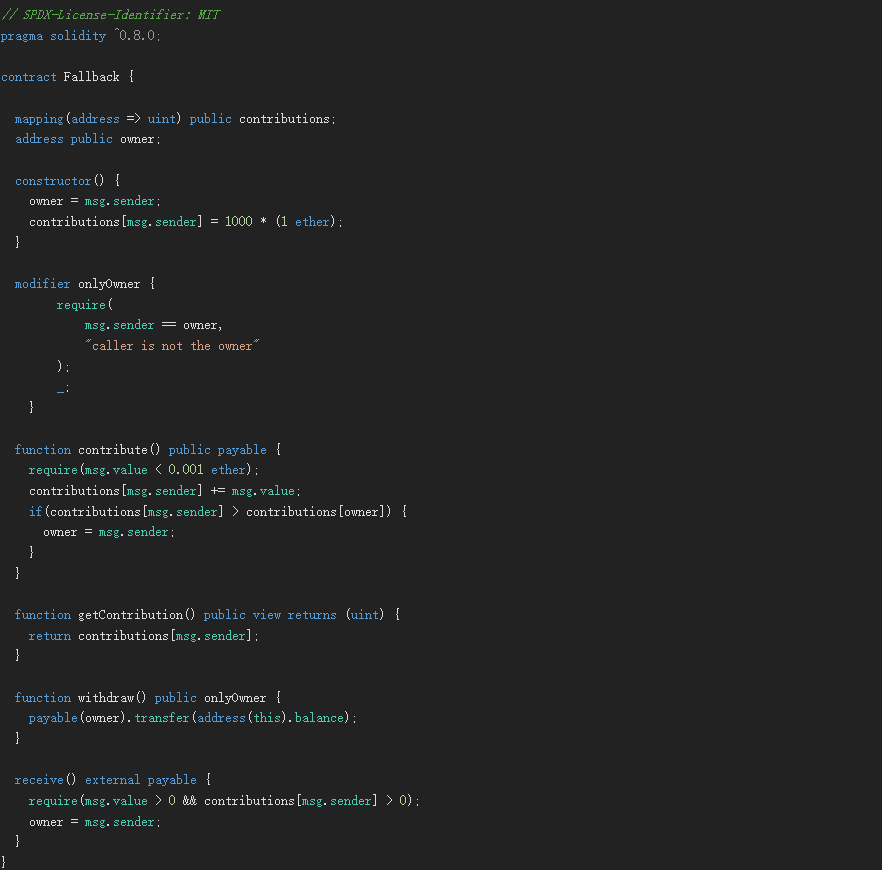 // SPDX-License-Identifier: MIT
pragma solidity ^0.8.0;
contract Fallback {
mapping(address => uint) public contributions;
address public owner;
constructor() {
owner = msg.sender;
contributions[msg.sender] = 1000 * (1 ether);
}
modifier onlyOwner {
require(
msg.sender == owner,
"caller is not the owner"
);
_;
}
function contribute() public payable {
require(msg.value < 0.001 ether);
contributions[msg.sender] += msg.value;
if(contributions[msg.sender] > contributions[owner]) {
owner = msg.sender;
}
}
function getContribution() public view returns (uint) {
return contributions[msg.sender];
}
function withdraw() public onlyOwner {
payable(owner).transfer(address(this).balance);
}
receive() external payable {
require(msg.value > 0 && contributions[msg.sender] > 0);
owner = msg.sender;
}
}